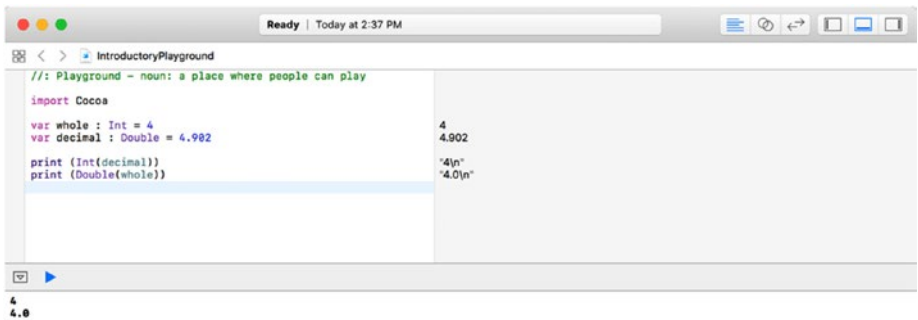 Ready | Today at 2:37 PM
IntroductoryPlayground
//: Playground – noun: a place where people can play
import Cocoa
var whole : Int = 4
4
var decimal : Double = 4.902
4.902
print (Int(decimal))
"4\n"
print (Double(whole))
"4.0\n"
4
4.0